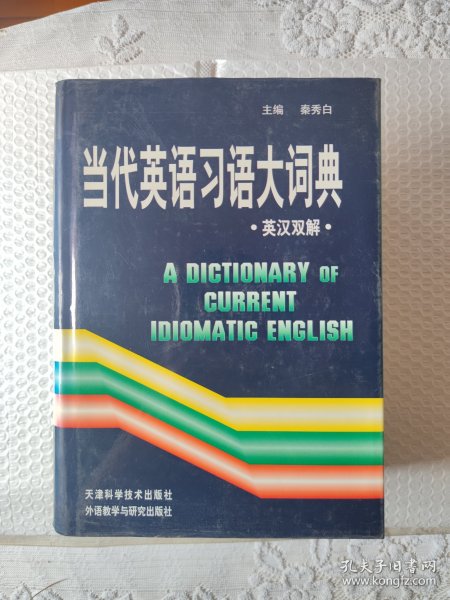 主编 秦秀白
当代英语习语大词典
·英汉双解·
A DICTIONARY OF
CURRENT
IDIOMATIC ENGLISH
天津科学技术出版社
外语教学与研究出版社
孔夫子旧书网
www.kongfz.com